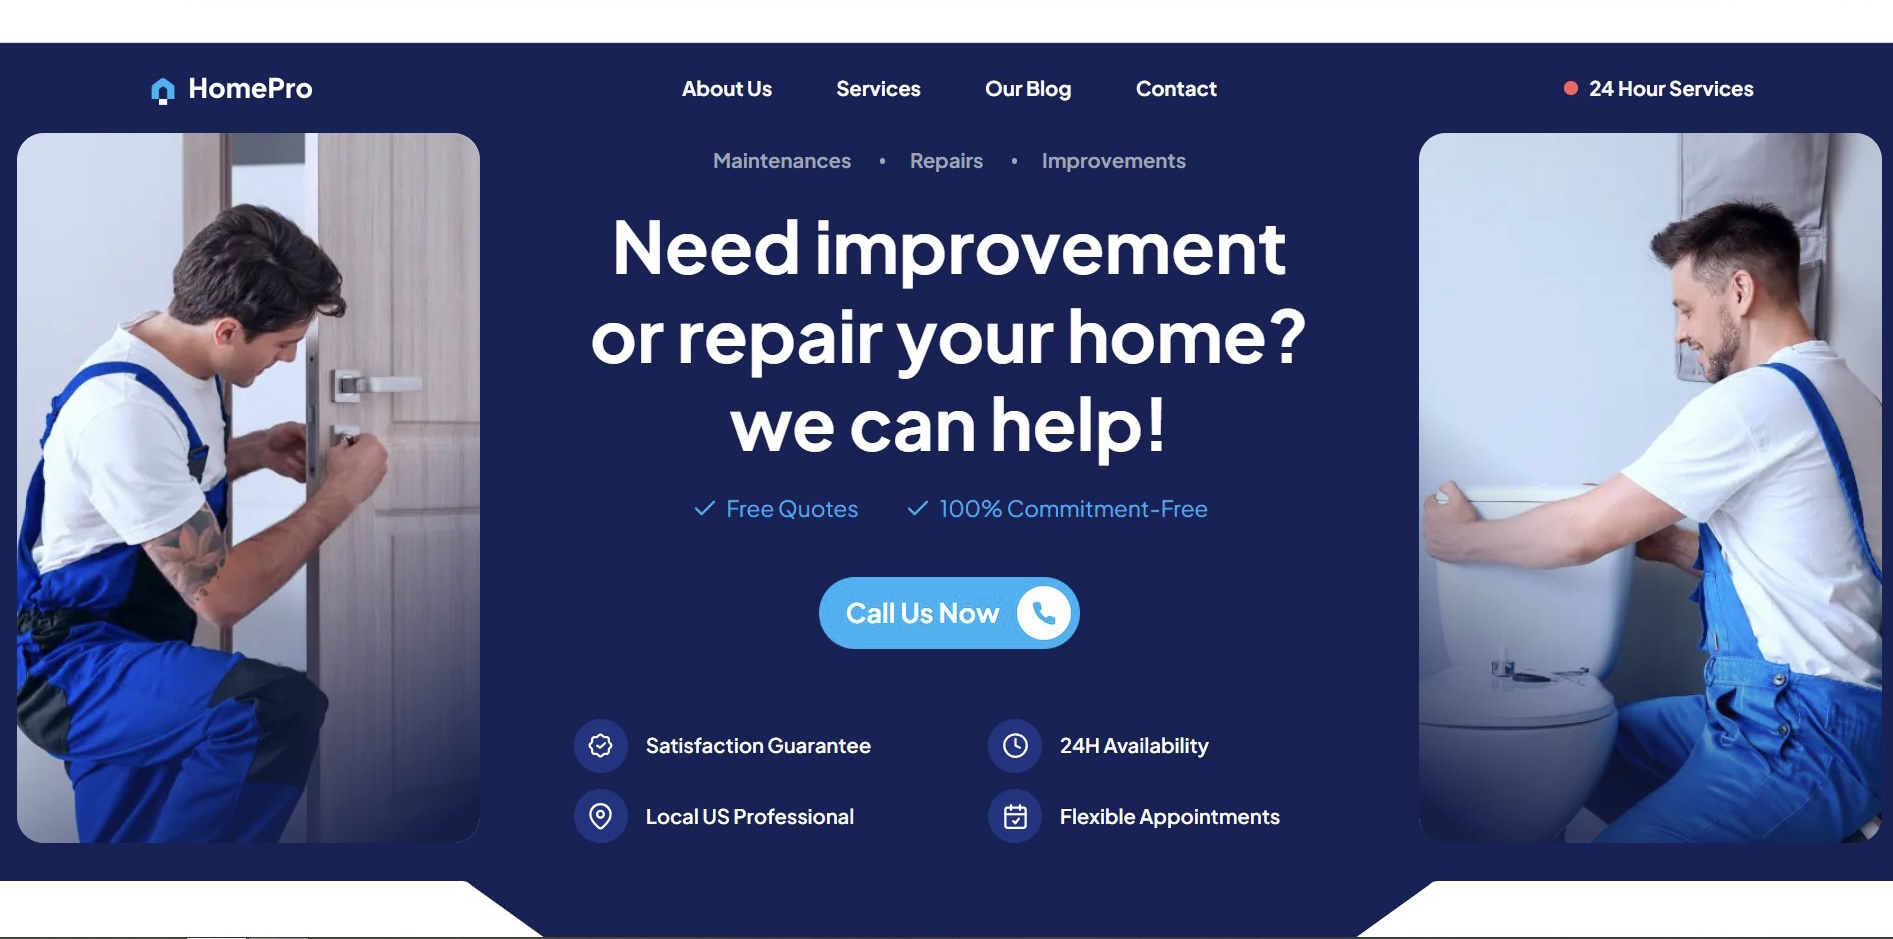 HomePro
About Us Services Our Blog Contact
24 Hour Services
Maintenances • Repairs • Improvements
Need improvement
or repair your home?
we can help!
Free Quotes 100% Commitment-Free
Call Us Now
Satisfaction Guarantee 24H Availability
Local US Professional Flexible Appointments